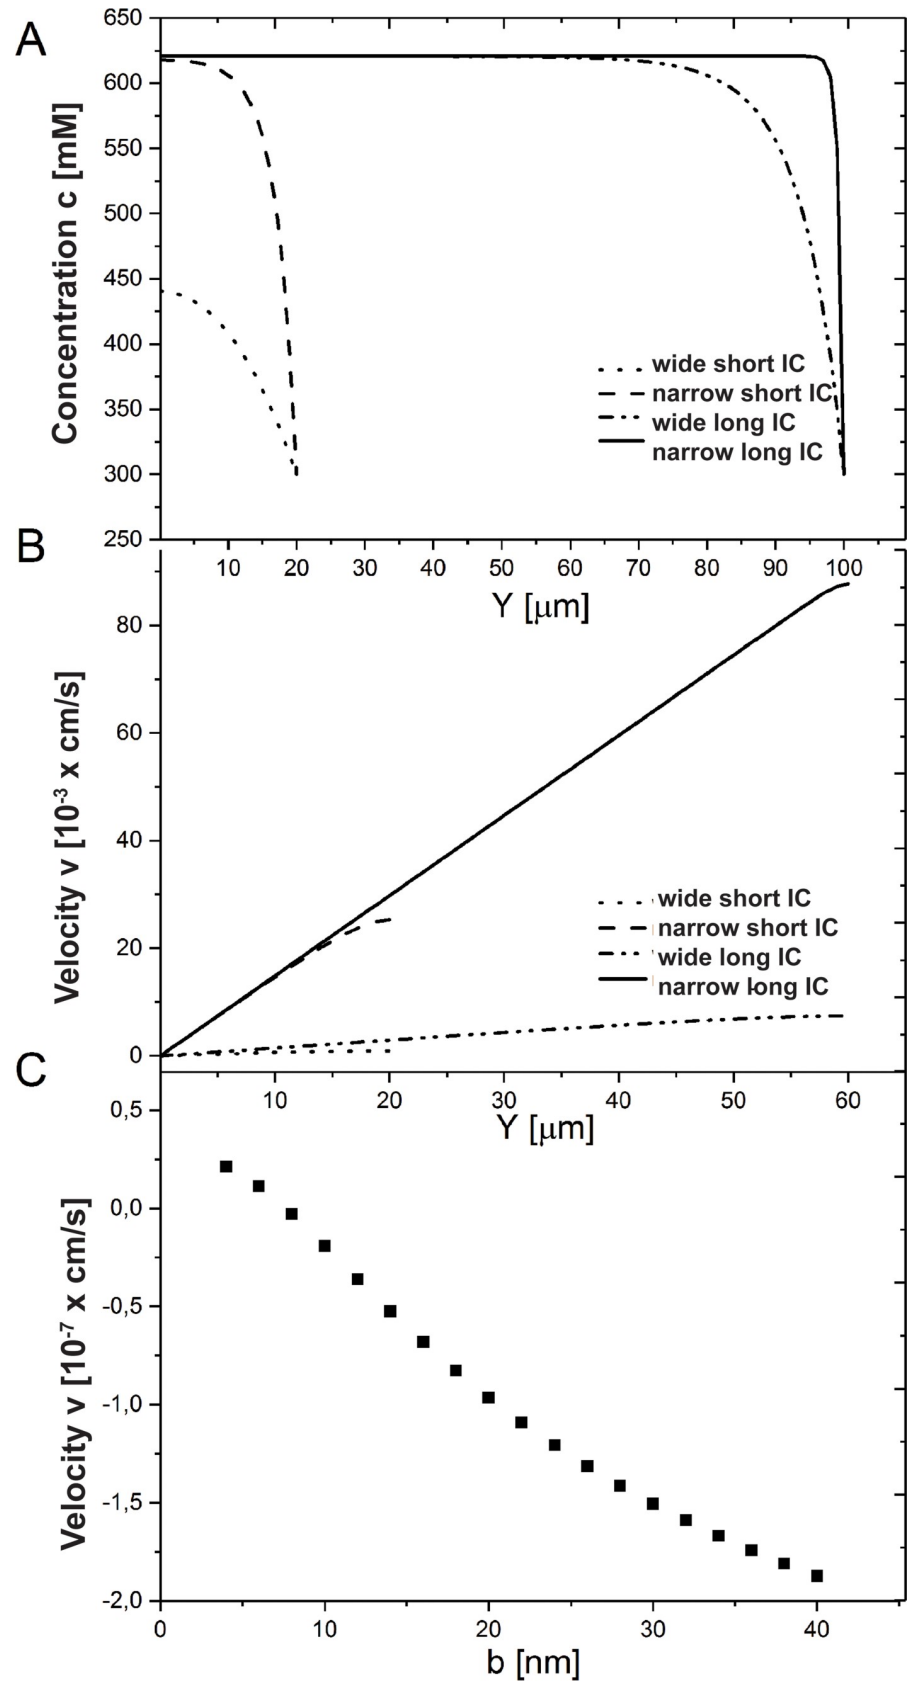 A
650
600
550
500
450
400
350
300
250
Concentration c [mM]
wide short IC
narrow short IC
wide long IC
narrow long IC
10 20 30 40 50 60 70 80 90 100
Y [μm]
B
80
60
40
20
0
Velocity v [10-3 x cm/s]
wide short IC
narrow short IC
wide long IC
narrow long IC
10 20 30 40 50 60
Y [μm]
C
0,5
0,0
-0,5
-1,0
-1,5
-2,0
Velocity v [10-7 x cm/s]
0 10 20 30 40
b [nm]